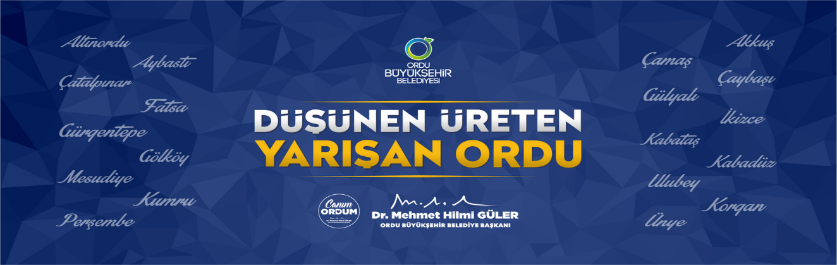 Altınordu
Aybastı
Çatalpınar
Fatsa
Gürgentepe
Gölköy
Mesudiye
Kumru
Perşembe
ORDU
BÜYÜKŞEHİR
BELEDİYESİ
DÜŞÜNEN ÜRETEN
YARIŞAN ORDU
Canım
ORDUM
Dr. Mehmet Hilmi GÜLER
ORDU BÜYÜKŞEHİR BELEDİYE BAŞKANI
Akkuş
Çamaş
Çaybaşı
Gülyalı
İkizce
Kabataş
Kabadüz
Ulubey
Korgan
Ünye